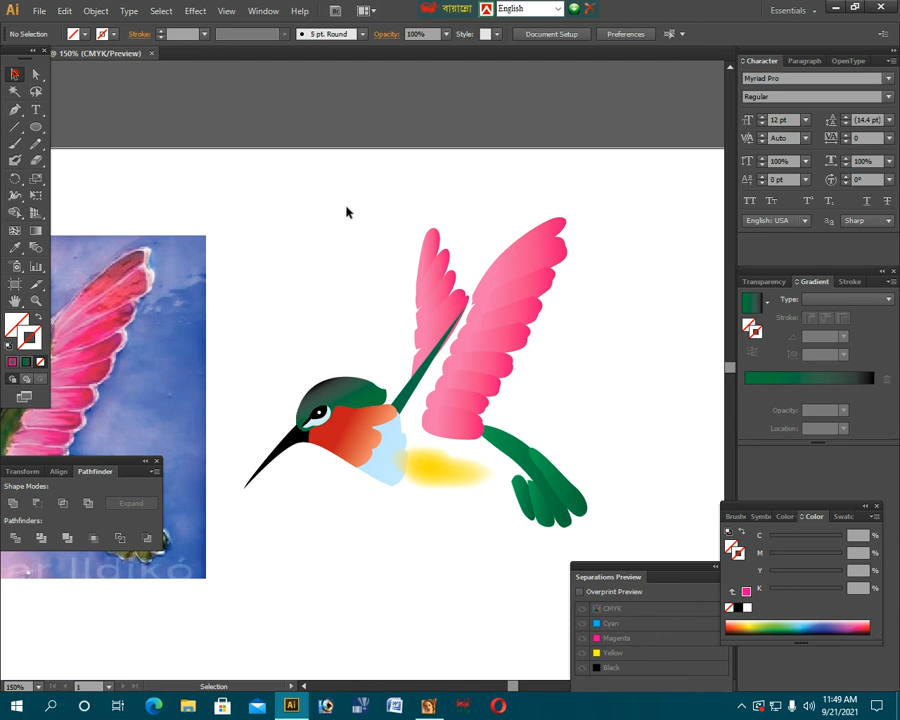 Ai File Edit Object Type Select Effect View Window Help Br বায়ান্নো English Essentials
No Selection Stroke: 5 pt. Round Opacity: 100% Style: Document Setup Preferences
@ 150% (CMYK/Preview)
Character Paragraph OpenType
Myriad Pro
Regular
12 pt (14.4 pt)
Auto 0
100% 100%
0 pt 0°
English: USA Sharp
Transparency Gradient Stroke
Type:
Stroke:
Opacity:
Location:
Transform Align Pathfinder
Shape Modes:
Expand
Pathfinders:
ar Ildikó
Brush Symb Color Color Swatc
C %
M %
Y %
K %
Separations Preview
Overprint Preview
CMYK
Cyan
Magenta
Yellow
Black
150% 1 Selection
11:49 AM
9/21/2021